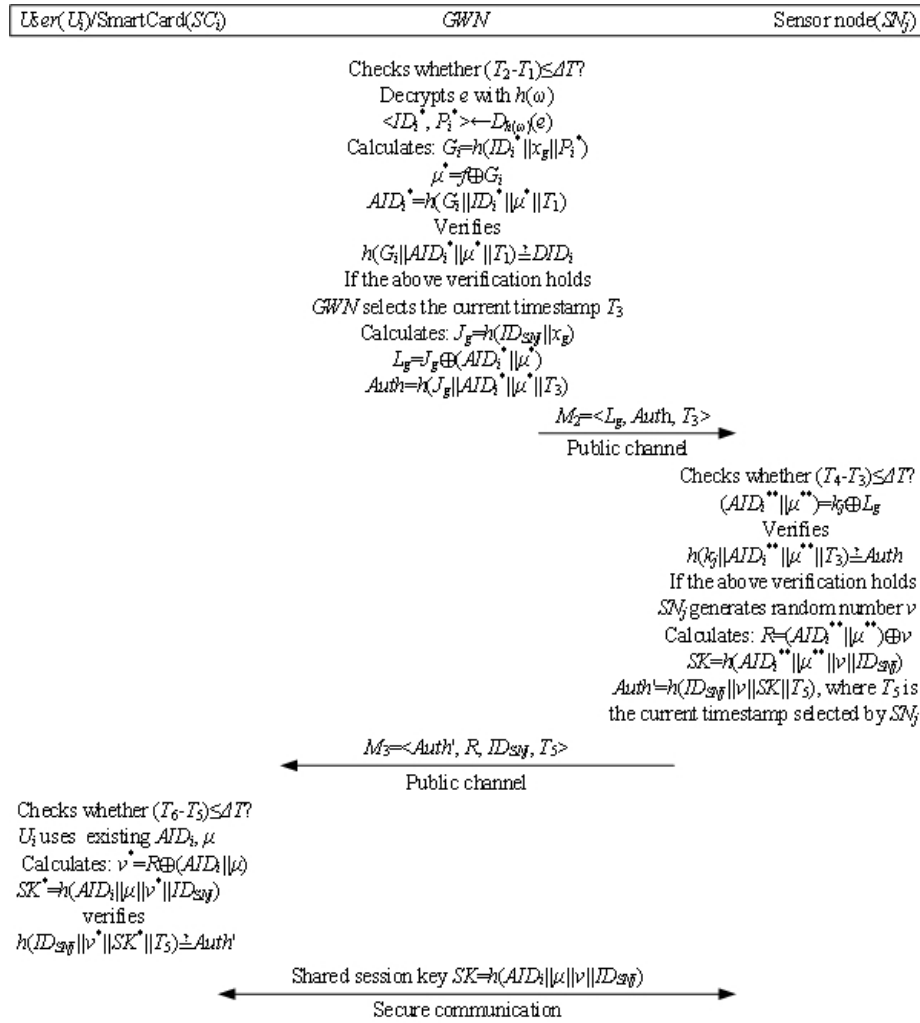 User(Ui)/SmartCard(SCi) GWN Sensor node(SNj)
Checks whether (T2-T1)≤ΔT?
Decrypts e with h(ω)
<IDi*, Pi*>←Dh(ω)(e)
Calculates: Gi=h(IDi*||xg||Pi*)
μ*=f⊕Gi
AIDi*=h(Gi||IDi*||μ*||T1)
Verifies
h(Gi||AIDi*||μ*||T1)≟DIDi
If the above verification holds
GWN selects the current timestamp T3
Calculates: Jg=h(IDSNj||xg)
Lg=Jg⊕(AIDi*||μ*)
Auth=h(Jg||AIDi*||μ*||T3)
M2=<Lg, Auth, T3>
Public channel
Checks whether (T4-T3)≤ΔT?
(AIDi**||μ**)=kj⊕Lg
Verifies
h(kj||AIDi**||μ**||T3)≟Auth
If the above verification holds
SNj generates random number v
Calculates: R=(AIDi**||μ**)⊕v
SK=h(AIDi**||μ**||v||IDSNj)
Auth'=h(IDSNj||v||SK||T5), where T5 is
the current timestamp selected by SNj
M3=<Auth', R, IDSNj, T5>
Public channel
Checks whether (T6-T5)≤ΔT?
Ui uses existing AIDi, μ
Calculates: v*=R⊕(AIDi||μ)
SK*=h(AIDi||μ||v*||IDSNj)
verifies
h(IDSNj||v*||SK*||T5)≟Auth'
Shared session key SK=h(AIDi||μ||v||IDSNj)
Secure communication